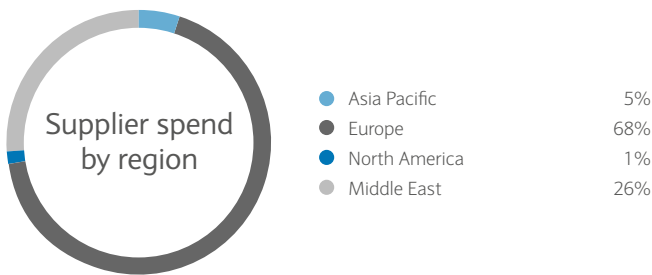 Supplier spend
by region
Asia Pacific 5%
Europe 68%
North America 1%
Middle East 26%